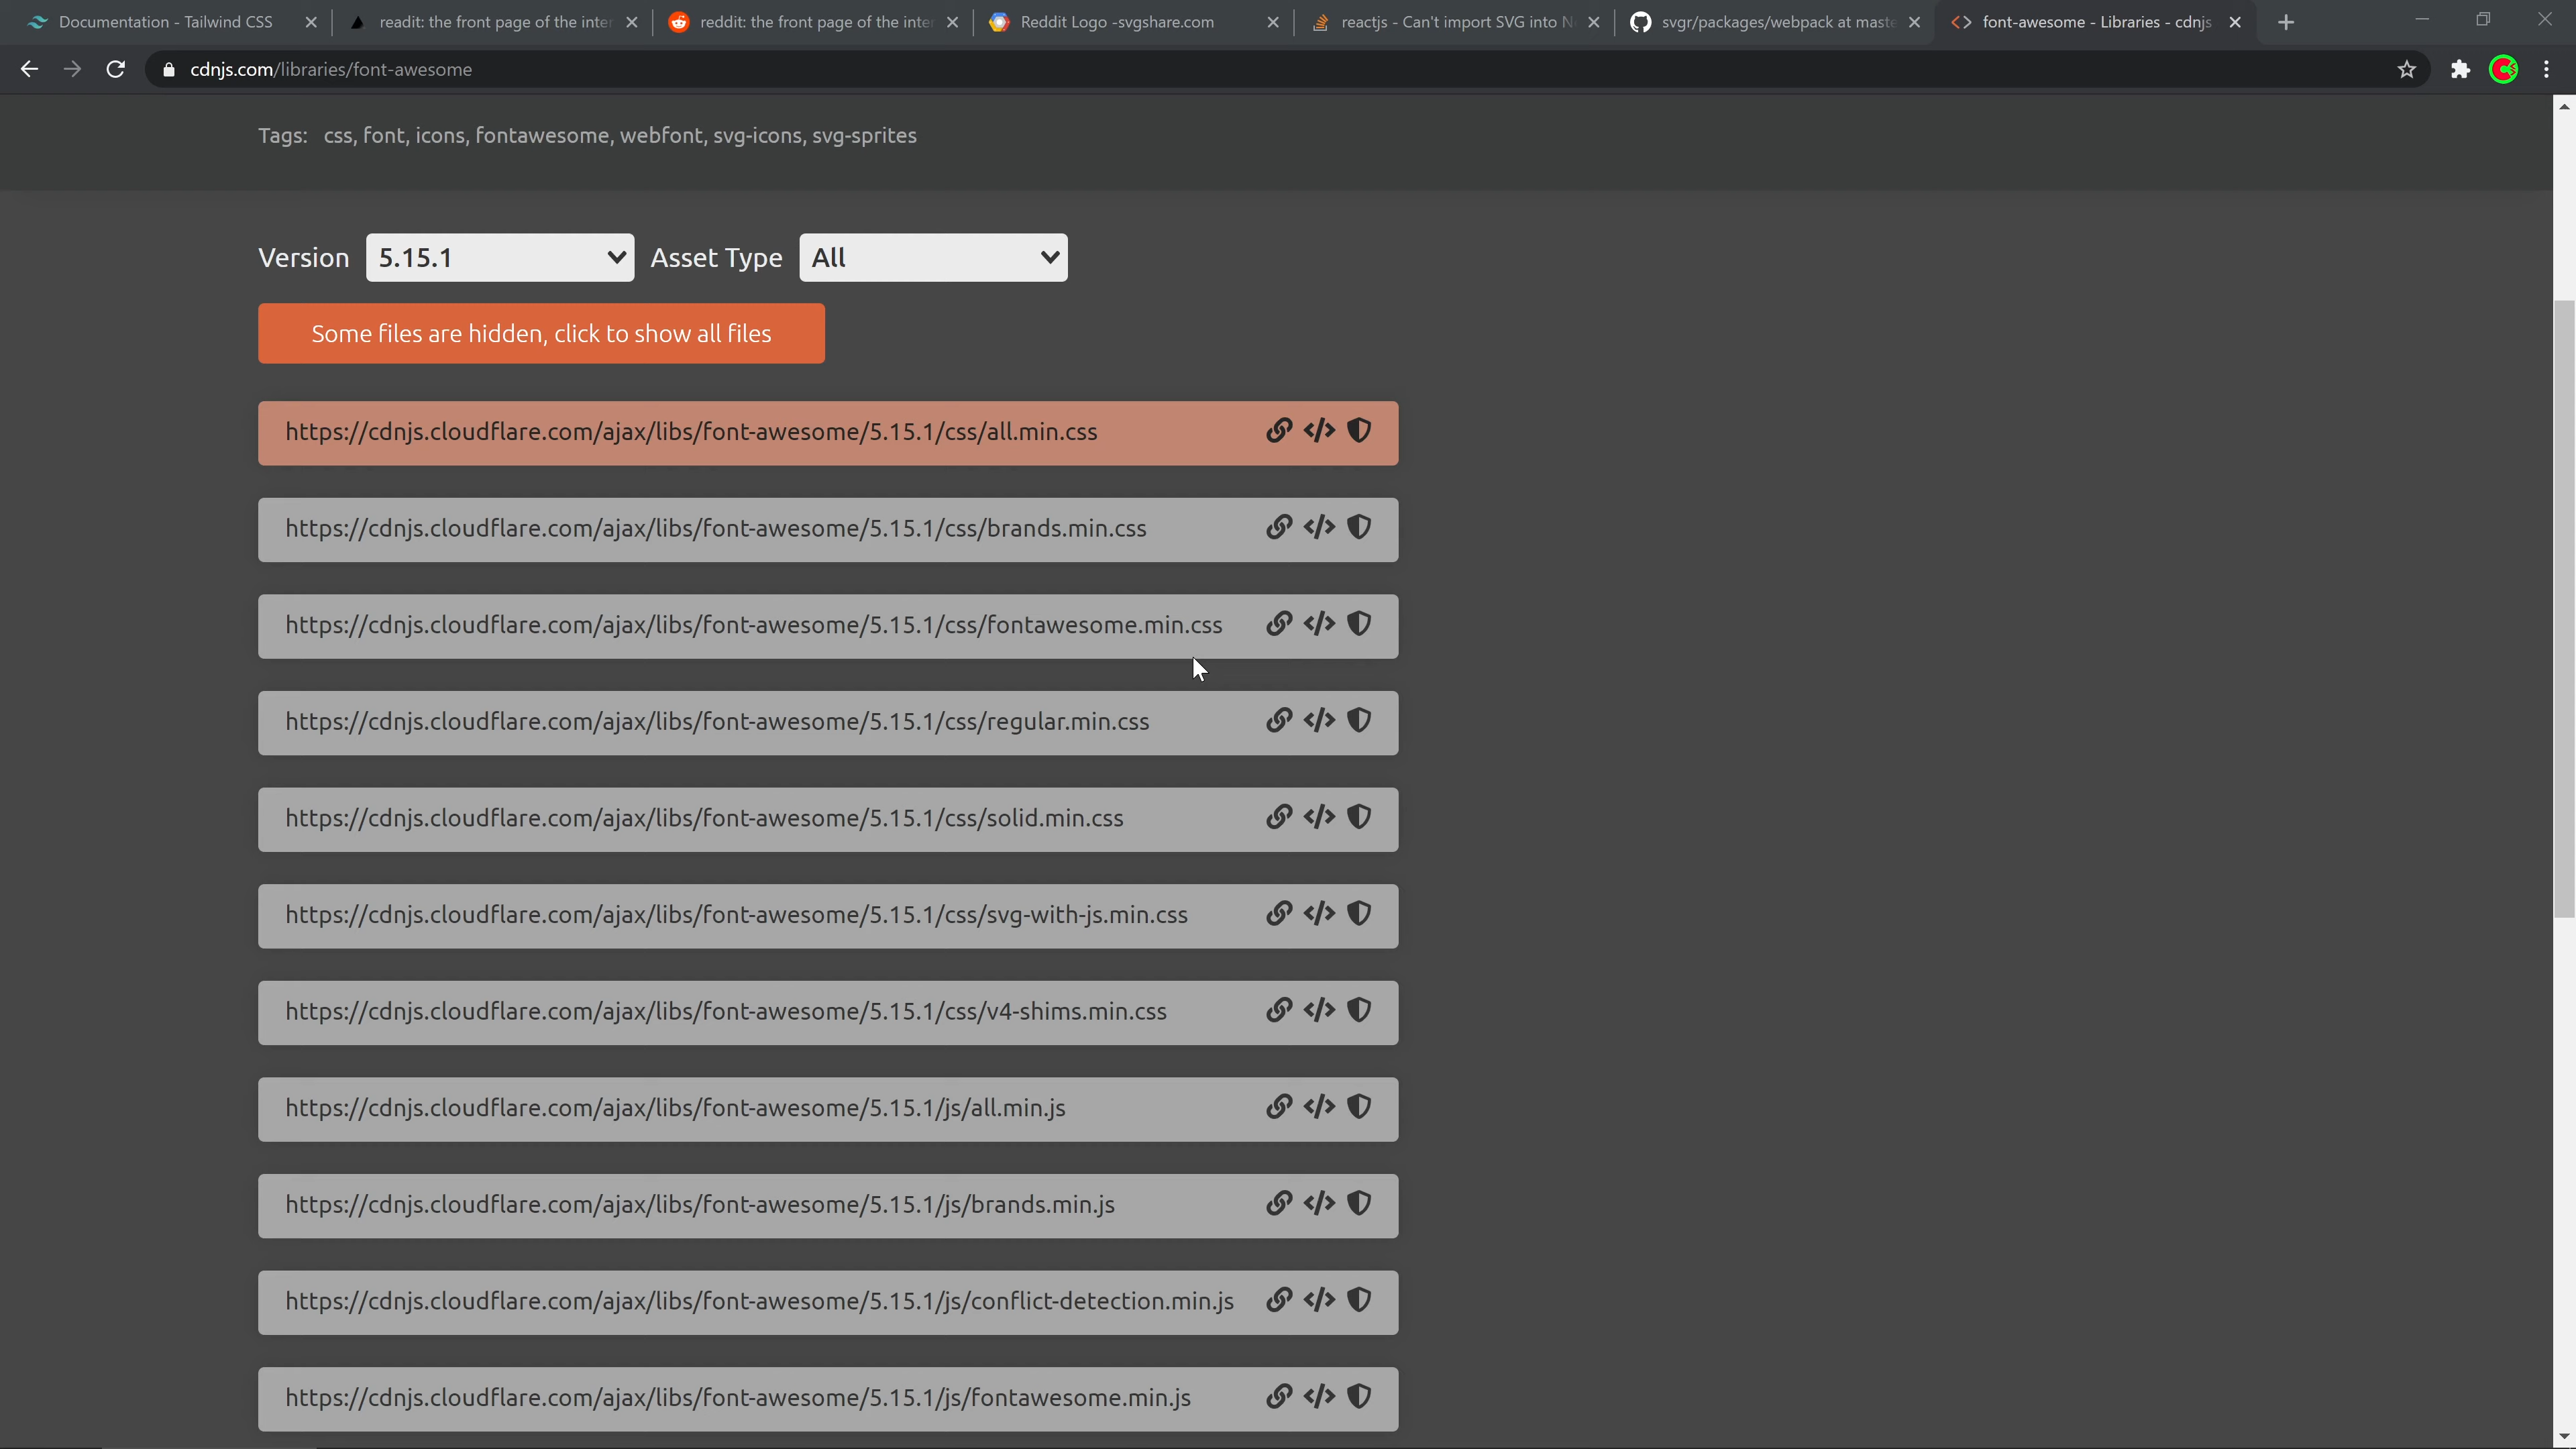 Documentation - Tailwind CSS
readit: the front page of the inter
reddit: the front page of the inter
Reddit Logo -svgshare.com
reactjs - Can't import SVG into N
svgr/packages/webpack at maste
font-awesome - Libraries - cdnjs
cdnjs.com/libraries/font-awesome
Tags: css, font, icons, fontawesome, webfont, svg-icons, svg-sprites
Version 5.15.1 Asset Type All
Some files are hidden, click to show all files
https://cdnjs.cloudflare.com/ajax/libs/font-awesome/5.15.1/css/all.min.css
https://cdnjs.cloudflare.com/ajax/libs/font-awesome/5.15.1/css/brands.min.css
https://cdnjs.cloudflare.com/ajax/libs/font-awesome/5.15.1/css/fontawesome.min.css
https://cdnjs.cloudflare.com/ajax/libs/font-awesome/5.15.1/css/regular.min.css
https://cdnjs.cloudflare.com/ajax/libs/font-awesome/5.15.1/css/solid.min.css
https://cdnjs.cloudflare.com/ajax/libs/font-awesome/5.15.1/css/svg-with-js.min.css
https://cdnjs.cloudflare.com/ajax/libs/font-awesome/5.15.1/css/v4-shims.min.css
https://cdnjs.cloudflare.com/ajax/libs/font-awesome/5.15.1/js/all.min.js
https://cdnjs.cloudflare.com/ajax/libs/font-awesome/5.15.1/js/brands.min.js
https://cdnjs.cloudflare.com/ajax/libs/font-awesome/5.15.1/js/conflict-detection.min.js
https://cdnjs.cloudflare.com/ajax/libs/font-awesome/5.15.1/js/fontawesome.min.js